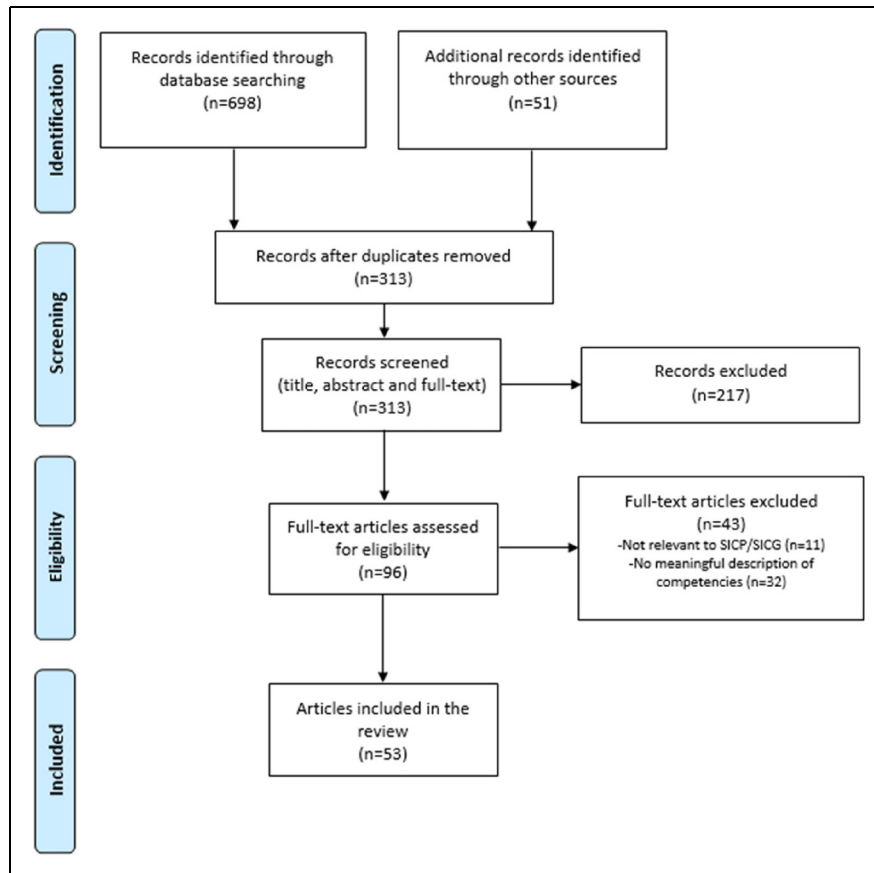 Identification
Records identified through
database searching
(n=698)
Additional records identified
through other sources
(n=51)
Screening
Records after duplicates removed
(n=313)
Records screened
(title, abstract and full-text)
(n=313)
Records excluded
(n=217)
Eligibility
Full-text articles assessed
for eligibility
(n=96)
Full-text articles excluded
(n=43)
-Not relevant to SICP/SICG (n=11)
-No meaningful description of
competencies (n=32)
Included
Articles included in the
review
(n=53)